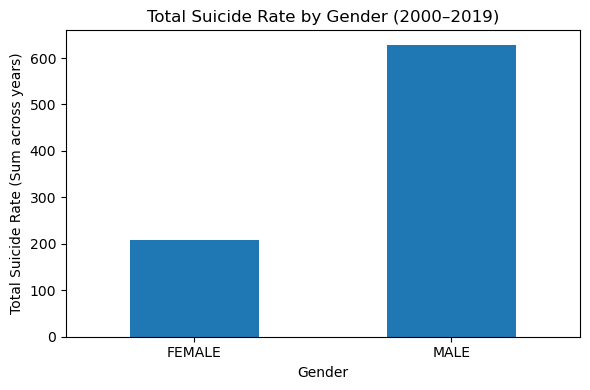 Total Suicide Rate by Gender (2000–2019)
Total Suicide Rate (Sum across years)
600
500
400
300
200
100
0
FEMALE
MALE
Gender